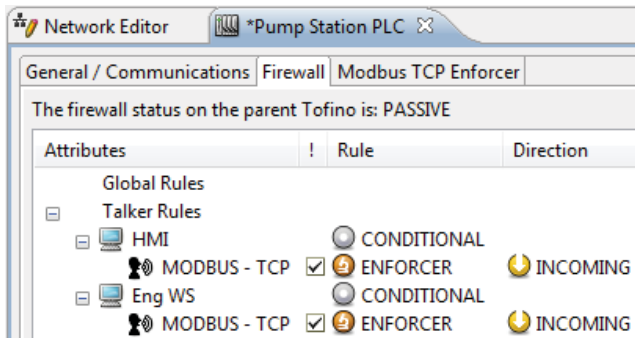 Network Editor *Pump Station PLC
General / Communications Firewall Modbus TCP Enforcer
The firewall status on the parent Tofino is: PASSIVE
Attributes ! Rule Direction
Global Rules
Talker Rules
HMI CONDITIONAL
MODBUS - TCP ENFORCER INCOMING
Eng WS CONDITIONAL
MODBUS - TCP ENFORCER INCOMING